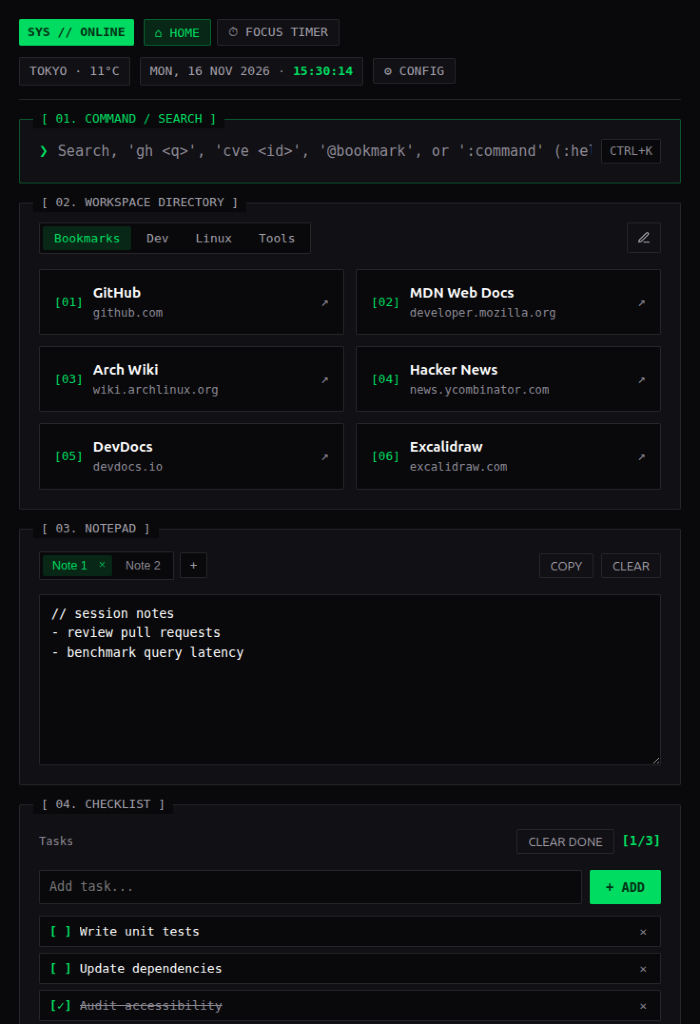 SYS // ONLINE
⌂ HOME
⏱ FOCUS TIMER
TOKYO · 11°C
MON, 16 NOV 2026 · 15:30:14
⚙ CONFIG
[ 01. COMMAND / SEARCH ]
❯ Search, 'gh <q>', 'cve <id>', '@bookmark', or ':command' (:hel
CTRL+K
[ 02. WORKSPACE DIRECTORY ]
Bookmarks
Dev
Linux
Tools
[01]
GitHub
github.com
↗
[02]
MDN Web Docs
developer.mozilla.org
↗
[03]
Arch Wiki
wiki.archlinux.org
↗
[04]
Hacker News
news.ycombinator.com
↗
[05]
DevDocs
devdocs.io
↗
[06]
Excalidraw
excalidraw.com
↗
[ 03. NOTEPAD ]
Note 1 ×
Note 2
+
COPY
CLEAR
// session notes
- review pull requests
- benchmark query latency
[ 04. CHECKLIST ]
Tasks
CLEAR DONE
[1/3]
Add task...
+ ADD
[ ] Write unit tests ×
[ ] Update dependencies ×
[✓] Audit accessibility ×